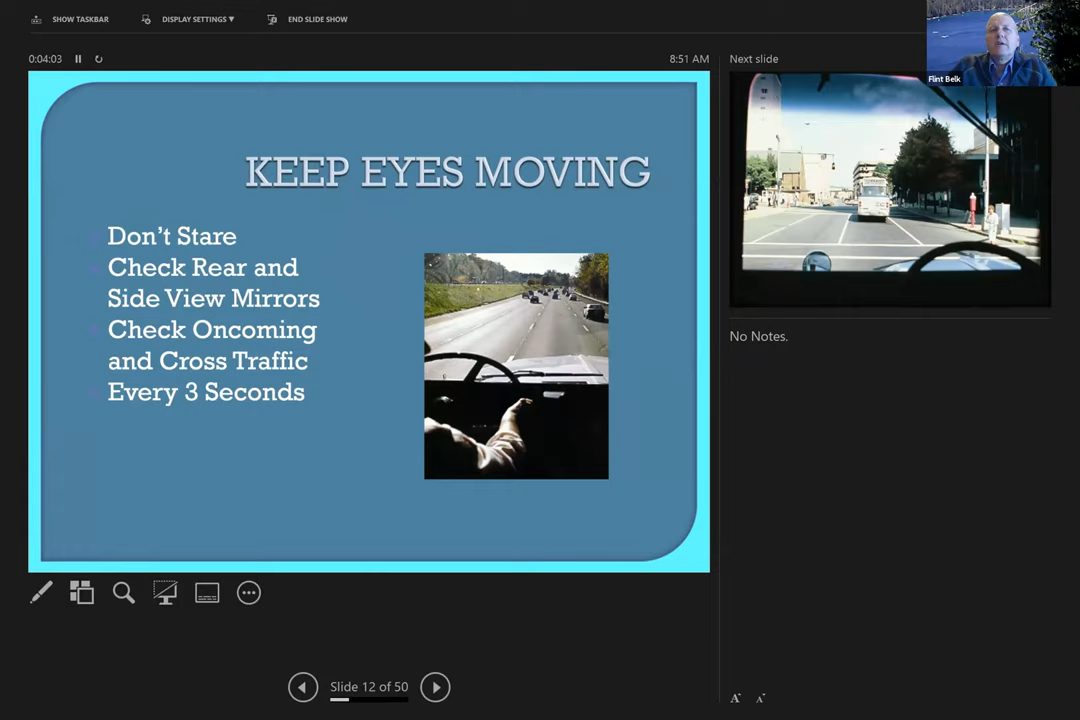 SHOW TASKBAR
DISPLAY SETTINGS ▼
END SLIDE SHOW
0:04:03
8:51 AM
Next slide
Flint Belk
KEEP EYES MOVING
Don't Stare
Check Rear and
Side View Mirrors
Check Oncoming
and Cross Traffic
Every 3 Seconds
No Notes.
Slide 12 of 50
A
A